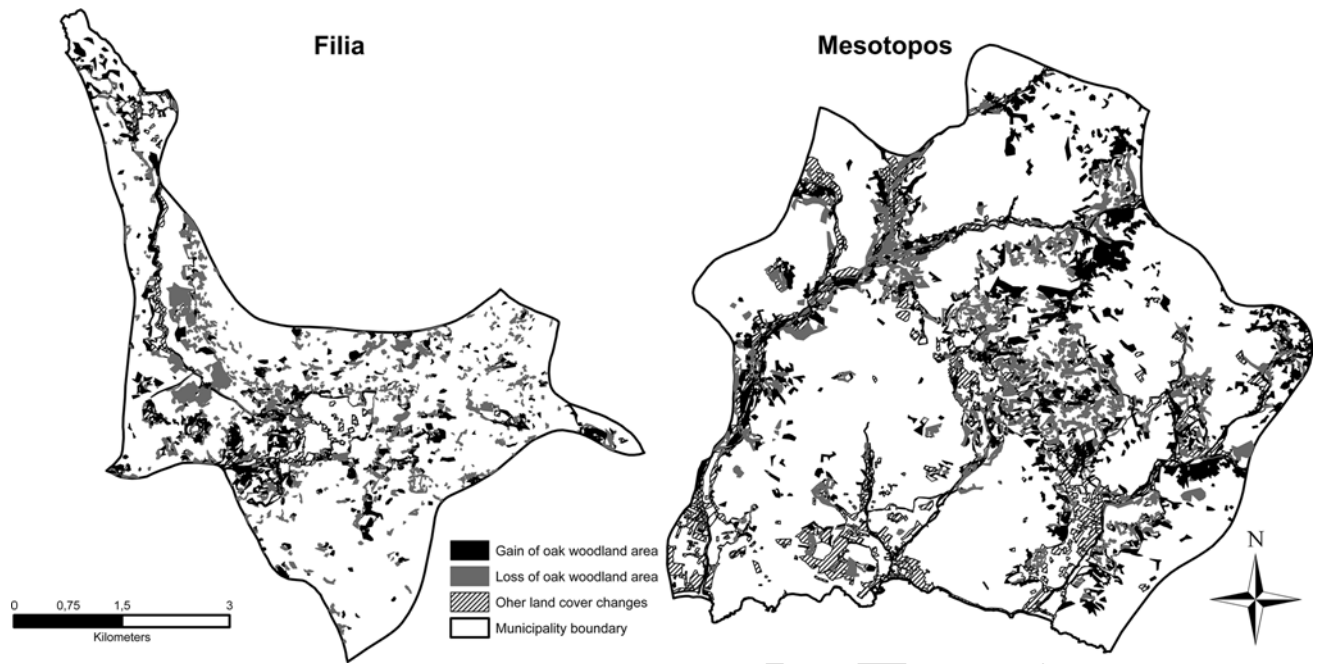 Filia
Mesotopos
Gain of oak woodland area
Loss of oak woodland area
Oher land cover changes
Municipality boundary
0 0,75 1,5 3
Kilometers
N